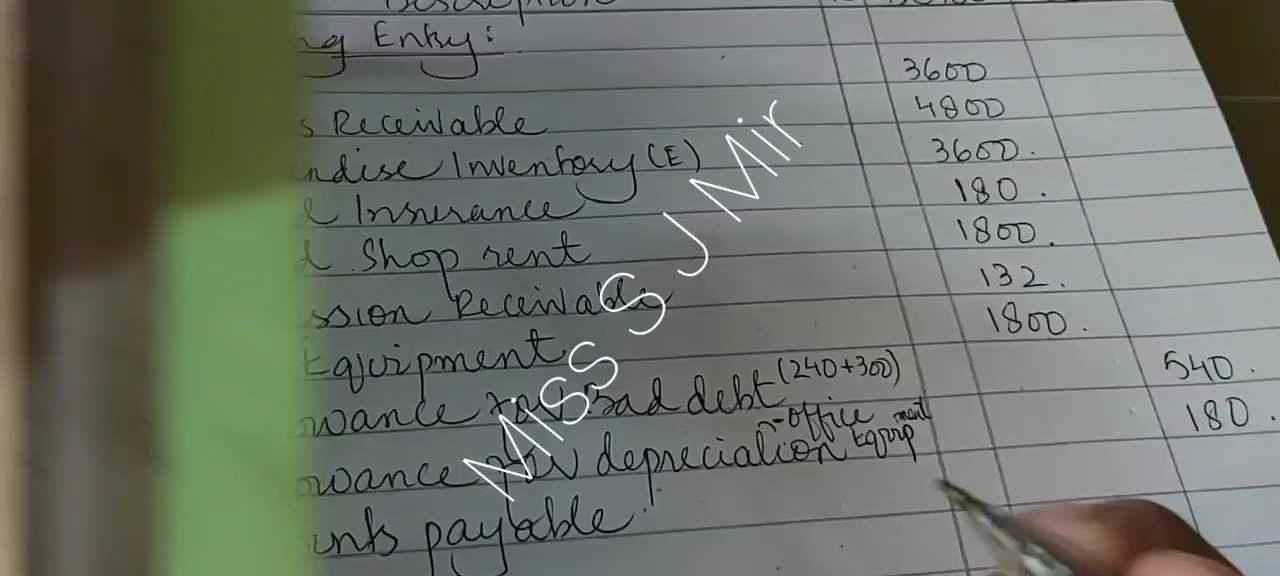 Description
ng Entry:
3600
s Receivable 4800
ndise Inventory (E) 3600.
Insurance 180.
Shop rent 1800.
ssion Receivable 132.
Equipment 1800.
owance for Bad debt (240+300) 540.
owance for depreciation -office Equipment 180.
unts payable.
MISS S J Mir